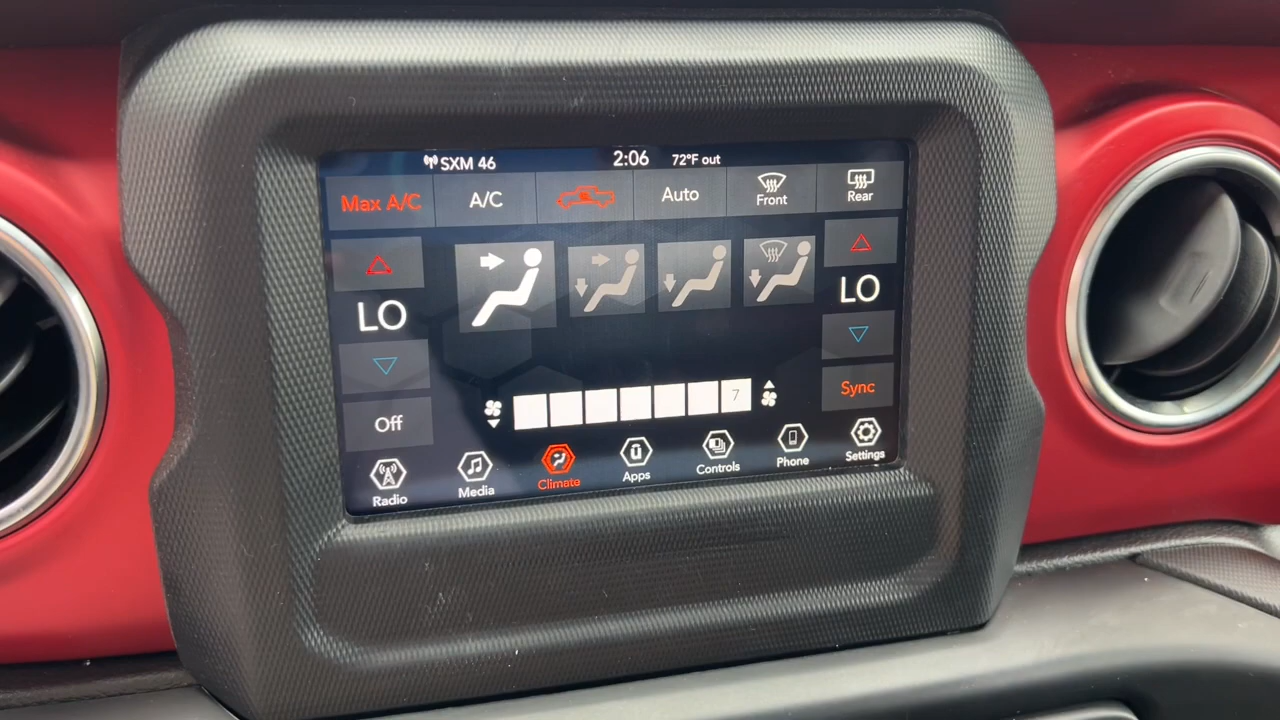 SXM 46 2:06 72°F out
Max A/C A/C Auto Front Rear
LO LO
7
Off Sync
Radio Media Climate Apps Controls Phone Settings